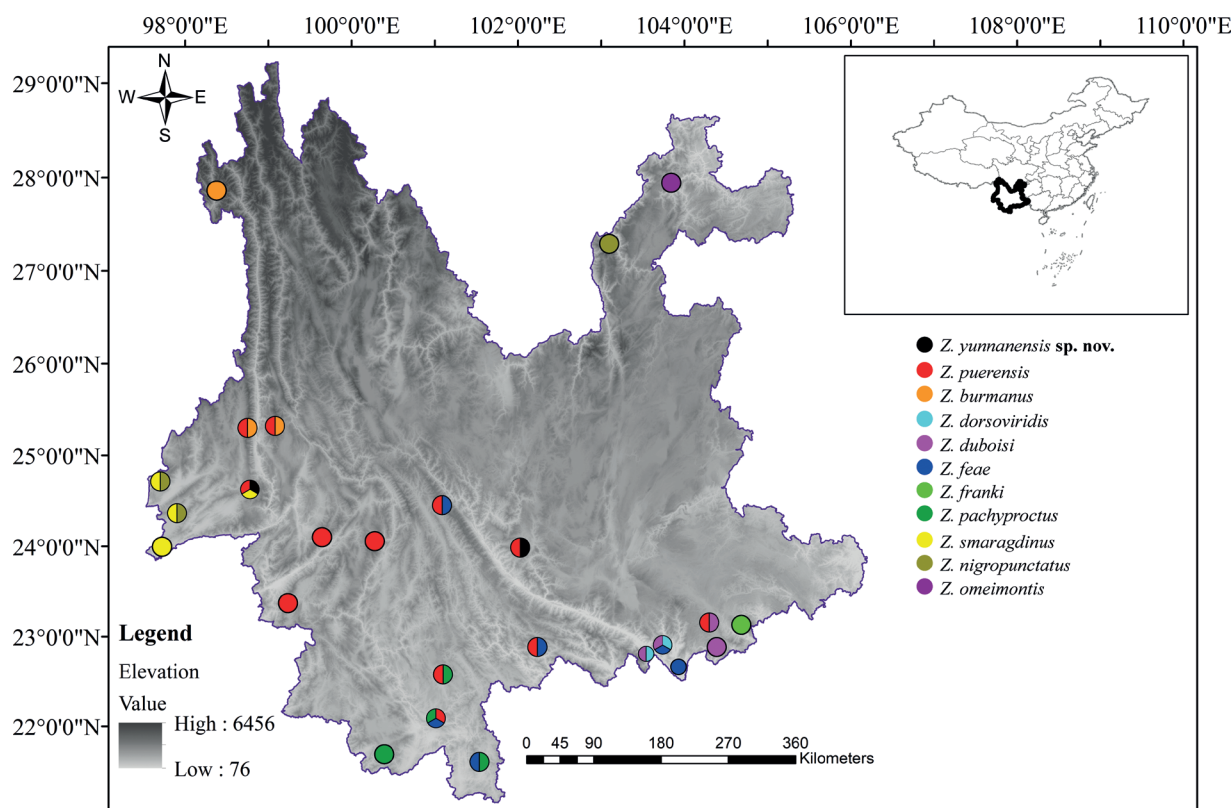 98°0'0"E 100°0'0"E 102°0'0"E 104°0'0"E 106°0'0"E 108°0'0"E 110°0'0"E
29°0'0"N
28°0'0"N
27°0'0"N
26°0'0"N
25°0'0"N
24°0'0"N
23°0'0"N
22°0'0"N
N
W E
S
Z. yunnanensis sp. nov.
Z. puerensis
Z. burmanus
Z. dorsoviridis
Z. duboisi
Z. feae
Z. franki
Z. pachyproctus
Z. smaragdinus
Z. nigropunctatus
Z. omeimontis
Legend
Elevation
Value
High : 6456
Low : 76
0 45 90 180 270 360
Kilometers